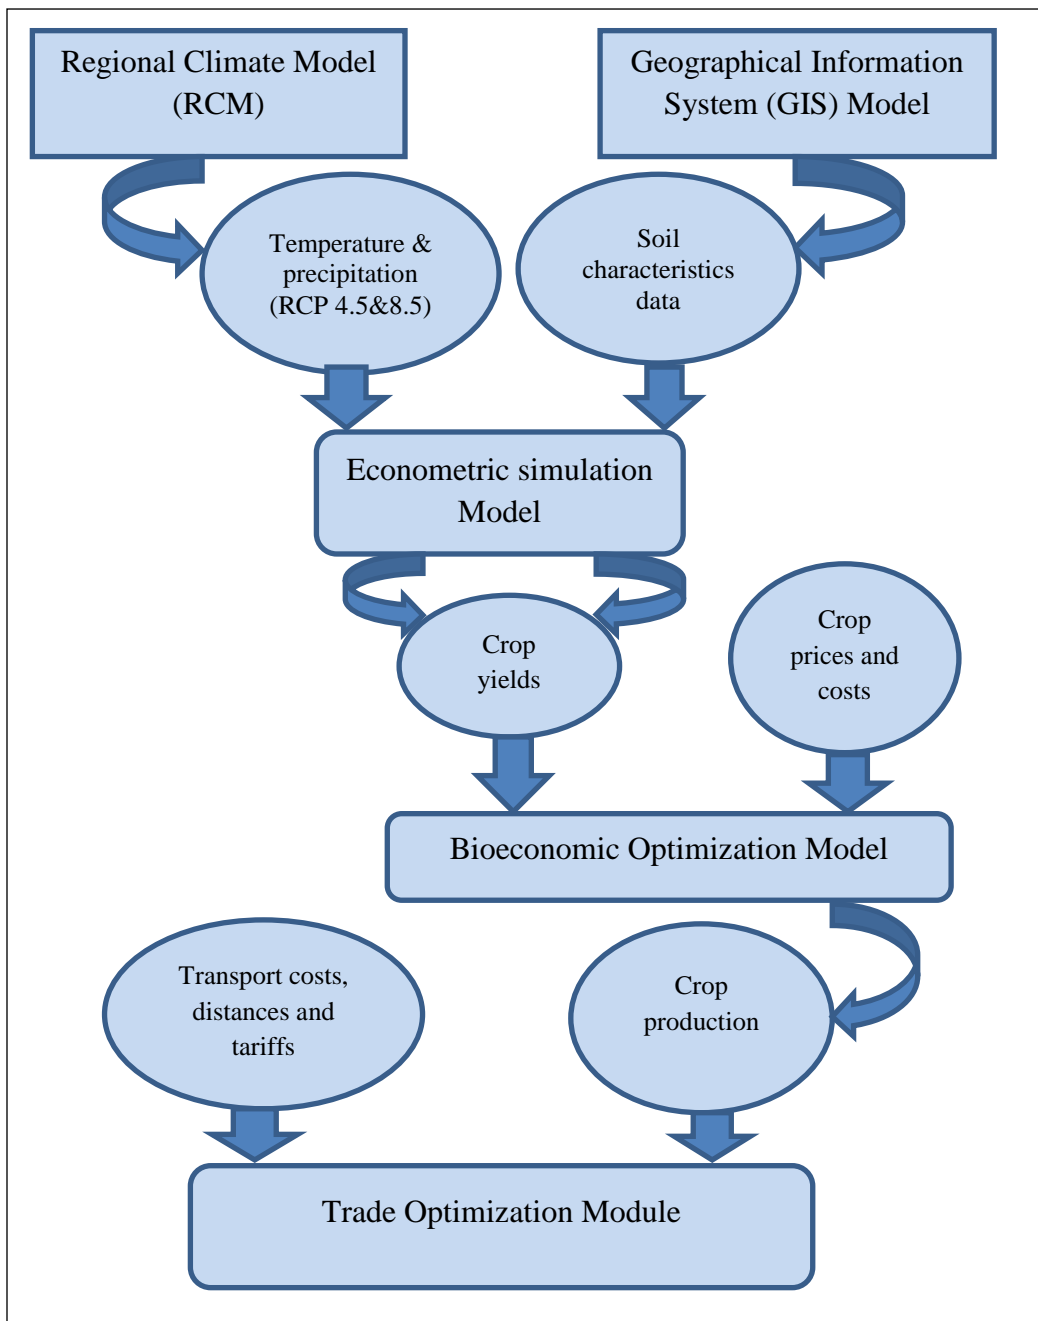 Regional Climate Model
(RCM)
Geographical Information
System (GIS) Model
Temperature &
precipitation
(RCP 4.5&8.5)
Soil
characteristics
data
Econometric simulation
Model
Crop
yields
Crop
prices and
costs
Bioeconomic Optimization Model
Transport costs,
distances and
tariffs
Crop
production
Trade Optimization Module